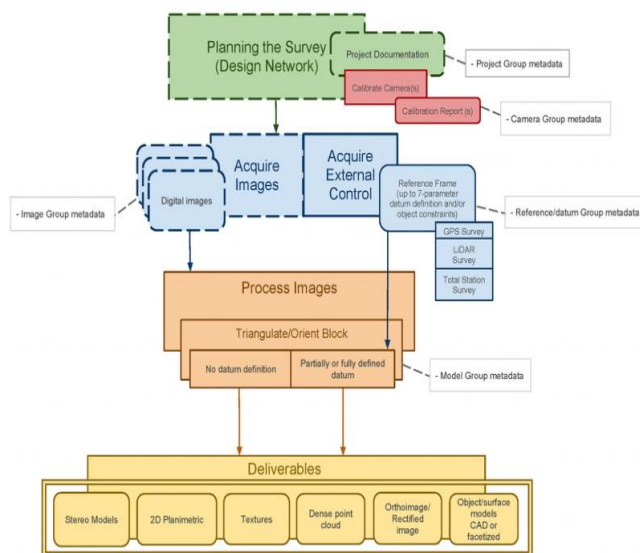 Planning the Survey
(Design Network)
Project Documentation
- Project Group metadata
Calibrate Camera(s)
Calibration Report (s)
- Camera Group metadata
Acquire
Images
Acquire
External
Control
Digital images
- Image Group metadata
Reference Frame
(up to 7-parameter
datum definition and/or
object constraints)
- Reference/datum Group metadata
GPS Survey
LiDAR
Survey
Total Station
Survey
Process Images
Triangulate/Orient Block
No datum definition
Partially or fully defined
datum
- Model Group metadata
Deliverables
Stereo Models
2D Planimetric
Textures
Dense point
cloud
Orthoimage/
Rectified
image
Object/surface
models
CAD or
facetized